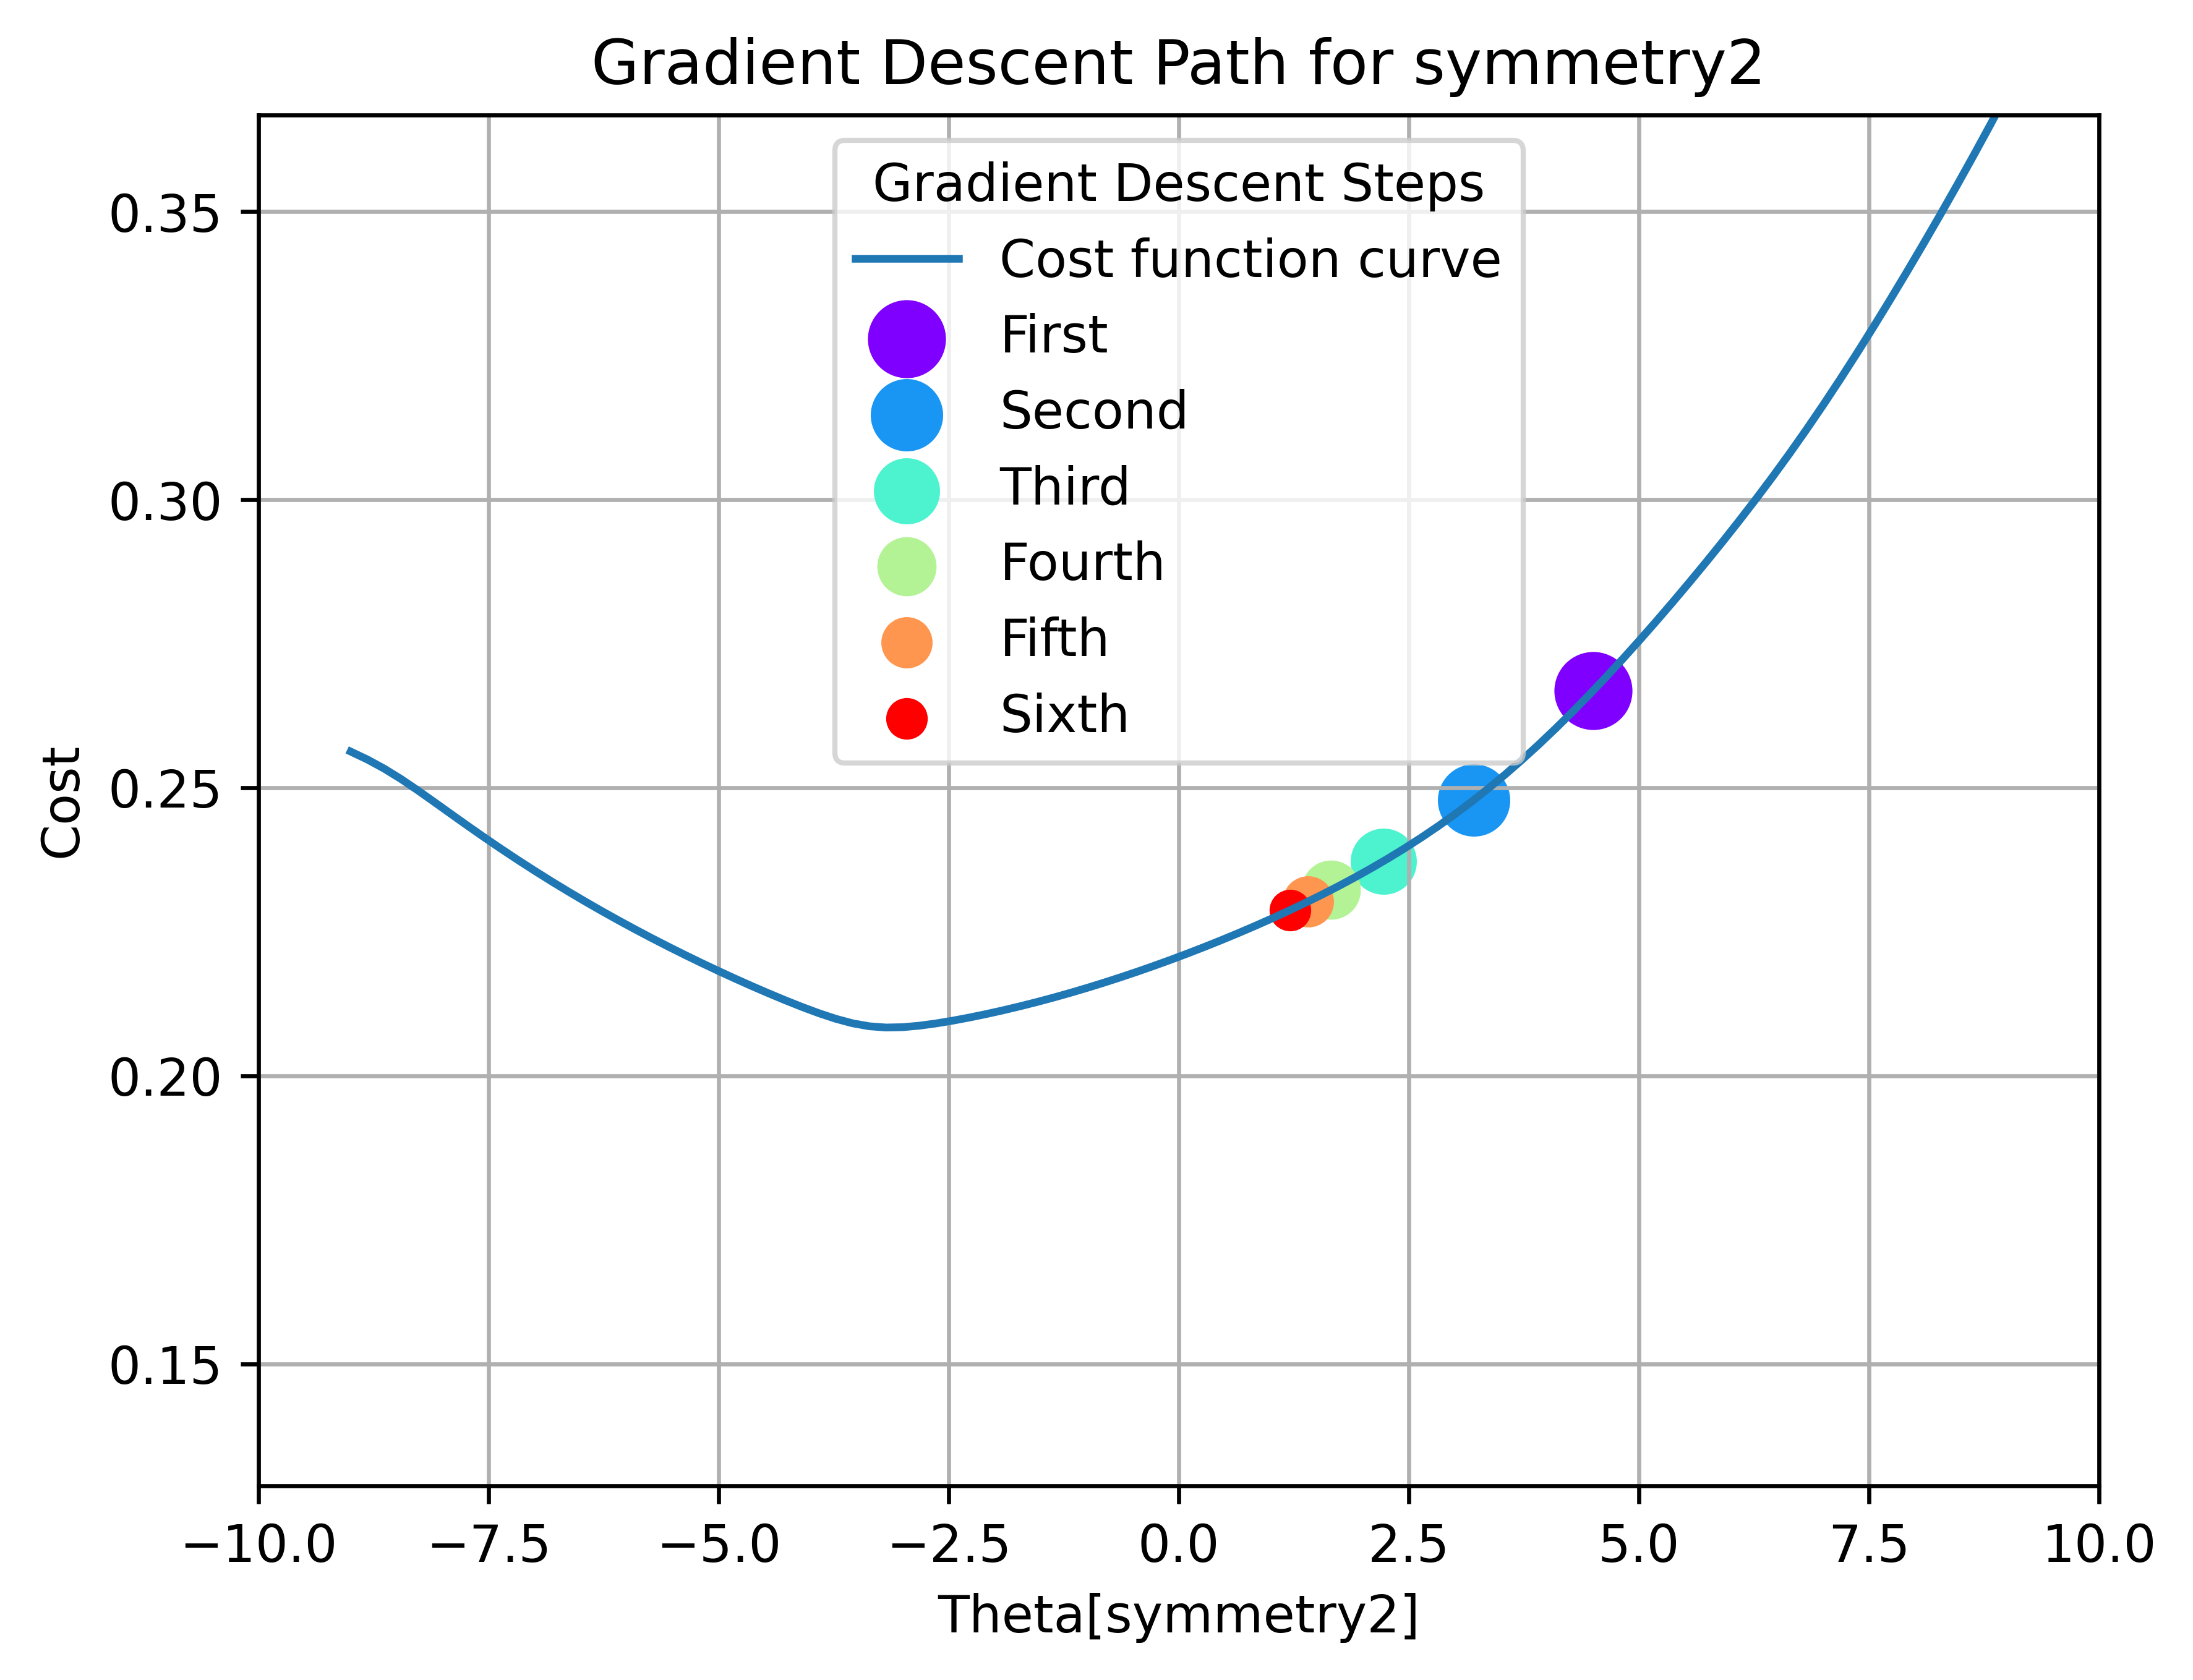 Gradient Descent Path for symmetry2
Gradient Descent Steps
Cost function curve
First
Second
Third
Fourth
Fifth
Sixth
Cost
0.35
0.30
0.25
0.20
0.15
−10.0 −7.5 −5.0 −2.5 0.0 2.5 5.0 7.5 10.0
Theta[symmetry2]